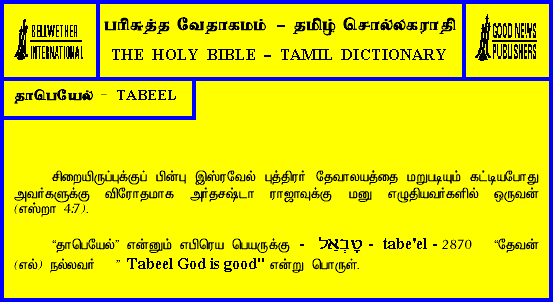 BELLWETHER
INTERNATIONAL
பரிசுத்த வேதாகமம் – தமிழ் சொல்லகராதி
THE HOLY BIBLE – TAMIL DICTIONARY
GOOD NEWS
PUBLISHERS
தாபெயேல் – TABEEL
சிறையிருப்புக்குப் பின்பு இஸ்ரவேல் புத்திரர் தேவாலயத்தை மறுபடியும் கட்டியபோது
அவர்களுக்கு விரோதமாக அர்தசஷ்டா ராஜாவுக்கு மனு எழுதியவர்களில் ஒருவன்
(எஸ்றா 4:7).
“தாபெயேல்” என்னும் எபிரெய பெயருக்கு - טָבְאֵל - tabe'el - 2870 “தேவன்
(எல்) நல்லவர் ” Tabeel God is good" என்று பொருள்.